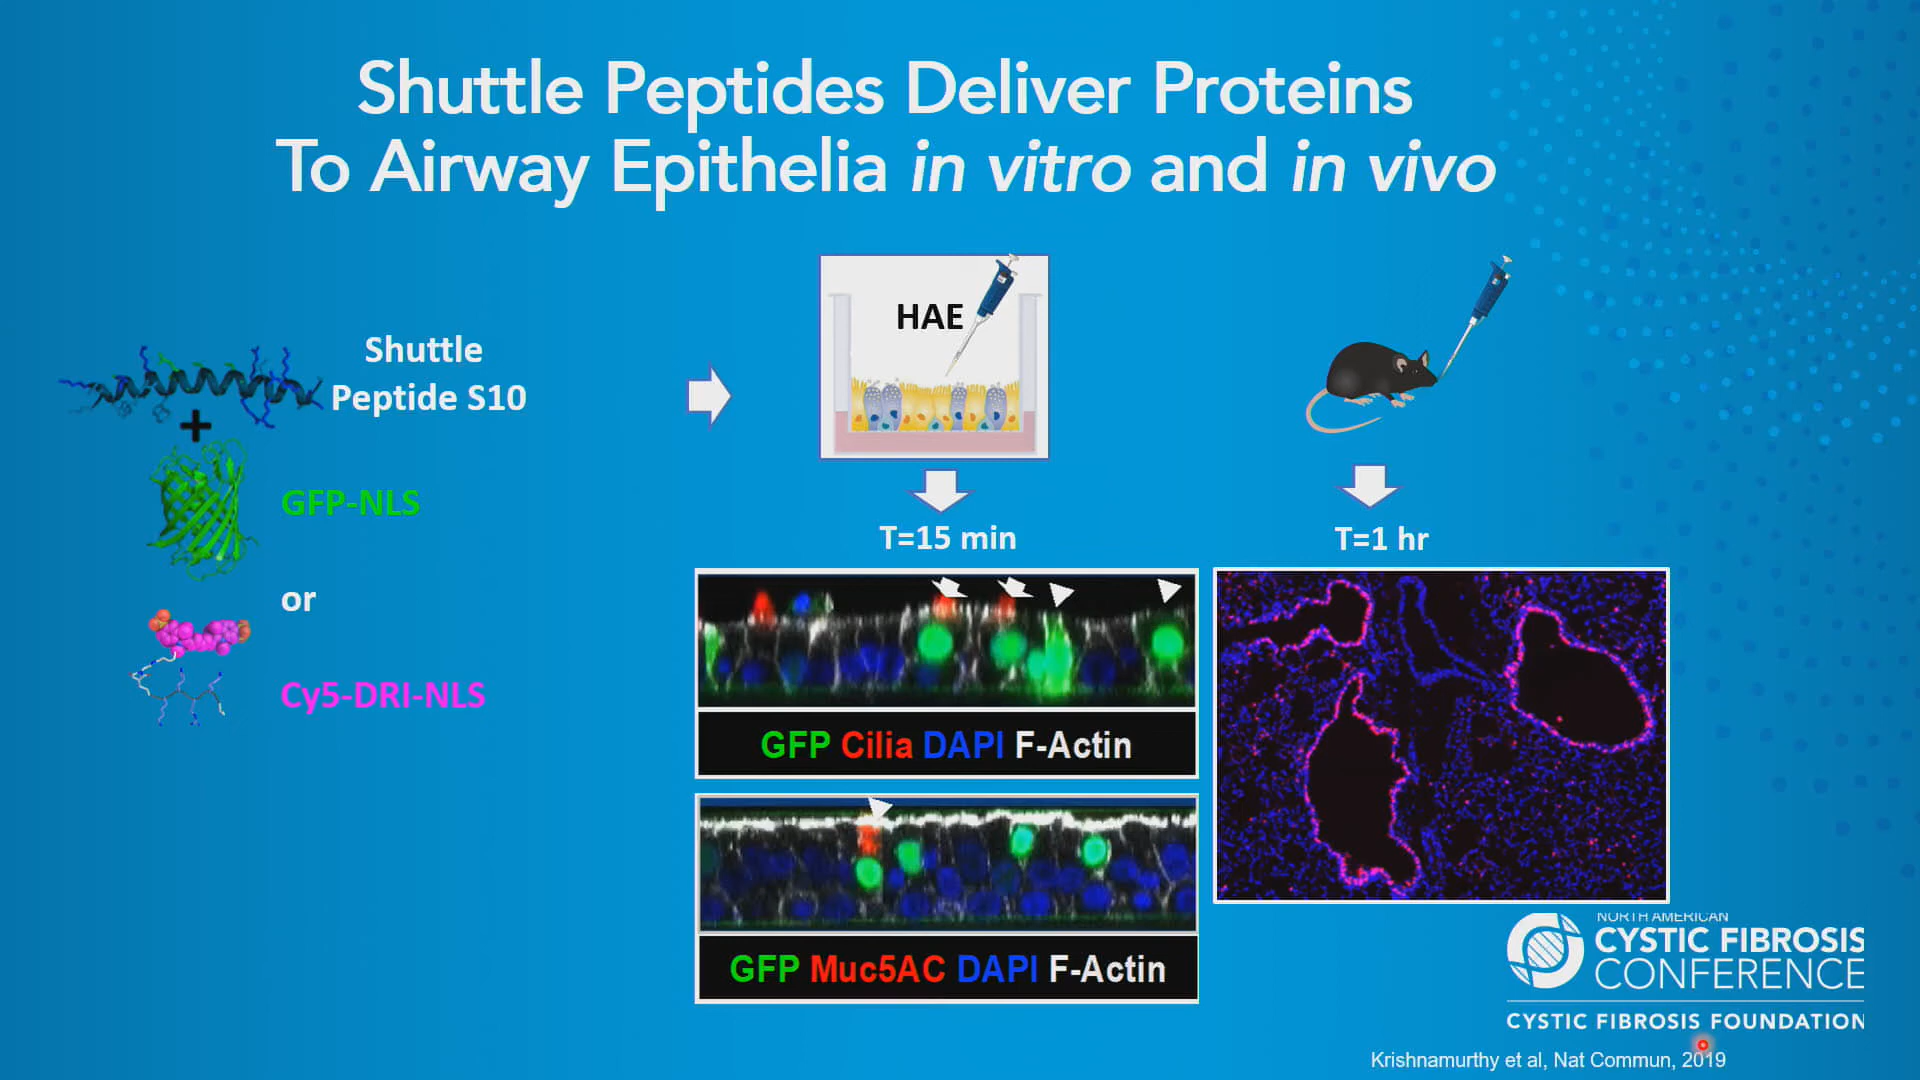 Shuttle Peptides Deliver Proteins
To Airway Epithelia in vitro and in vivo
Shuttle
Peptide S10
+
GFP-NLS
or
Cy5-DRI-NLS
HAE
T=15 min
GFP Cilia DAPI F-Actin
GFP Muc5AC DAPI F-Actin
T=1 hr
NORTH AMERICAN
CYSTIC FIBROSIS
CONFERENCE
CYSTIC FIBROSIS FOUNDATION
Krishnamurthy et al, Nat Commun, 2019